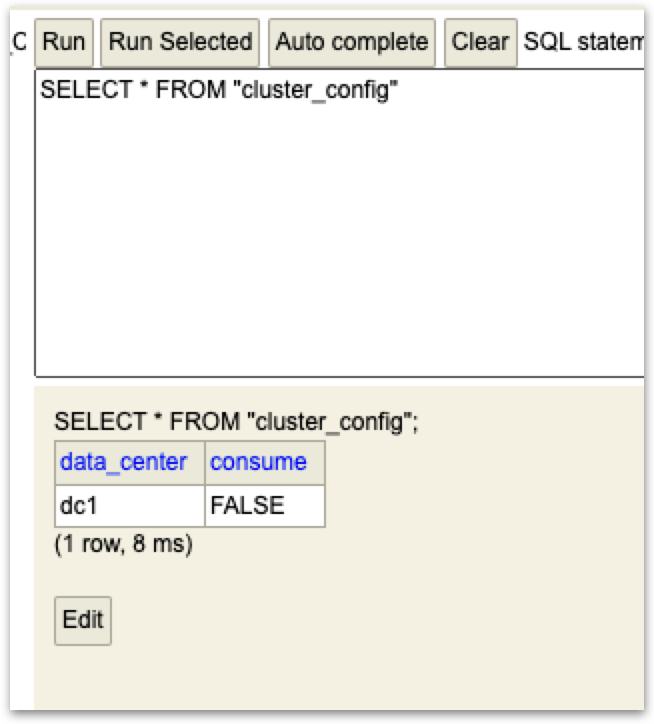 C Run Run Selected Auto complete Clear SQL statem
SELECT * FROM "cluster_config"
SELECT * FROM "cluster_config";
data_center consume
dc1 FALSE
(1 row, 8 ms)
Edit